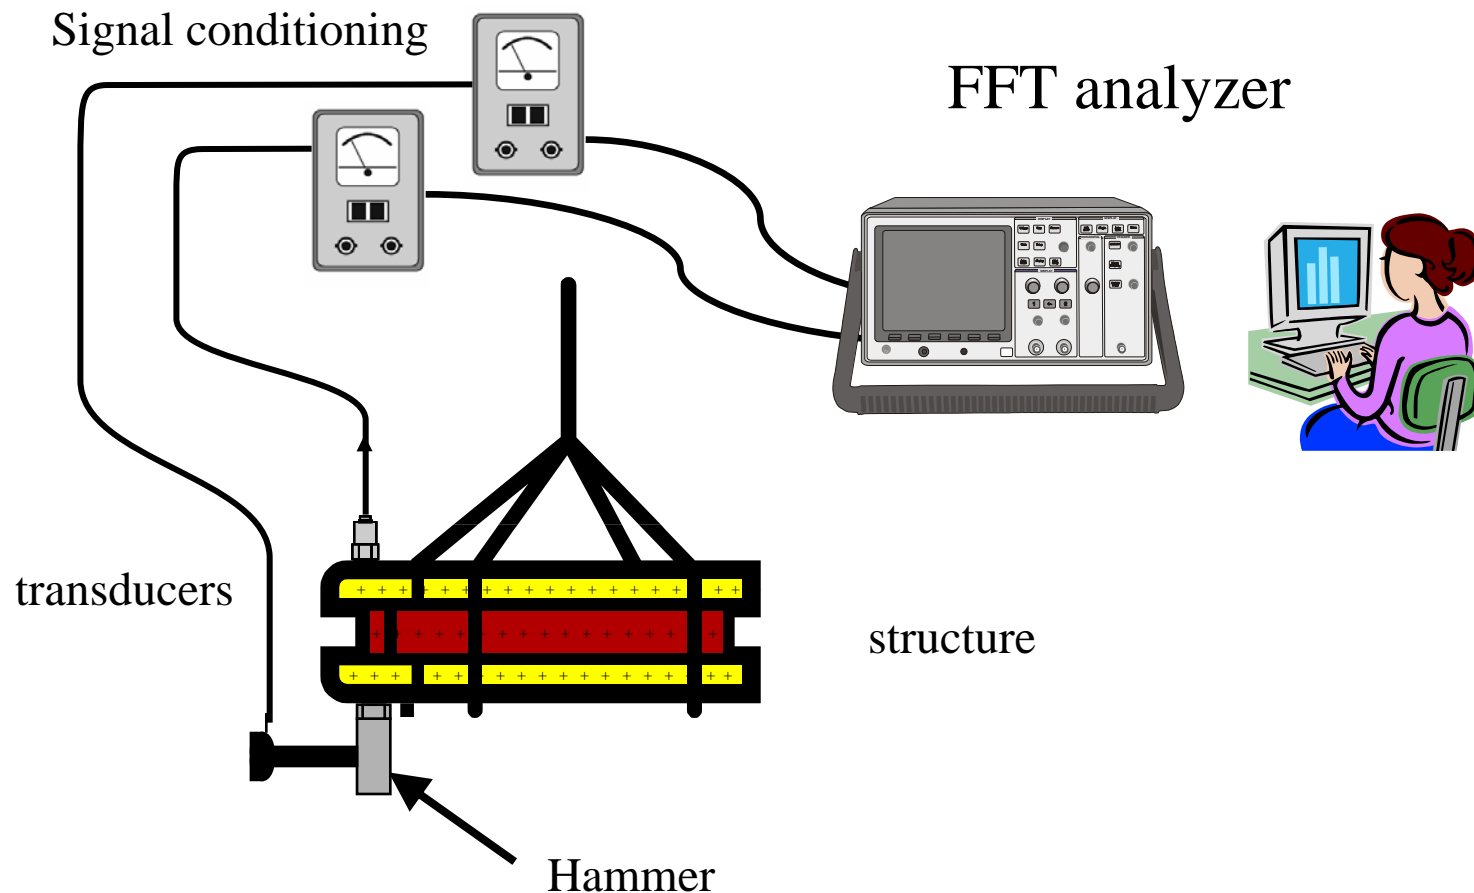 Signal conditioning
FFT analyzer
transducers
structure
Hammer